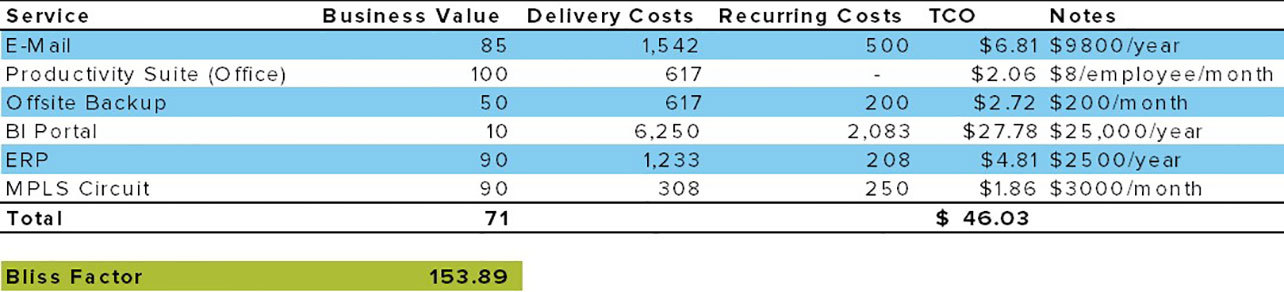 Service Business Value Delivery Costs Recurring Costs TCO Notes
E-Mail 85 1,542 500 $6.81 $9800/year
Productivity Suite (Office) 100 617 - $2.06 $8/employee/month
Offsite Backup 50 617 200 $2.72 $200/month
BI Portal 10 6,250 2,083 $27.78 $25,000/year
ERP 90 1,233 208 $4.81 $2500/year
MPLS Circuit 90 308 250 $1.86 $3000/month
Total 71 $ 46.03
Bliss Factor 153.89